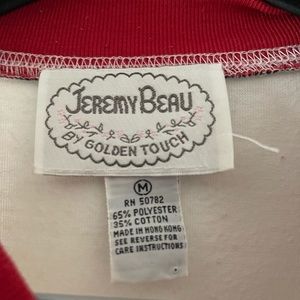 JEREMY BEAU
BY GOLDEN TOUCH
M
RN 50782
65% POLYESTER
35% COTTON
MADE IN HONG KONG
SEE REVERSE FOR
CARE INSTRUCTIONS